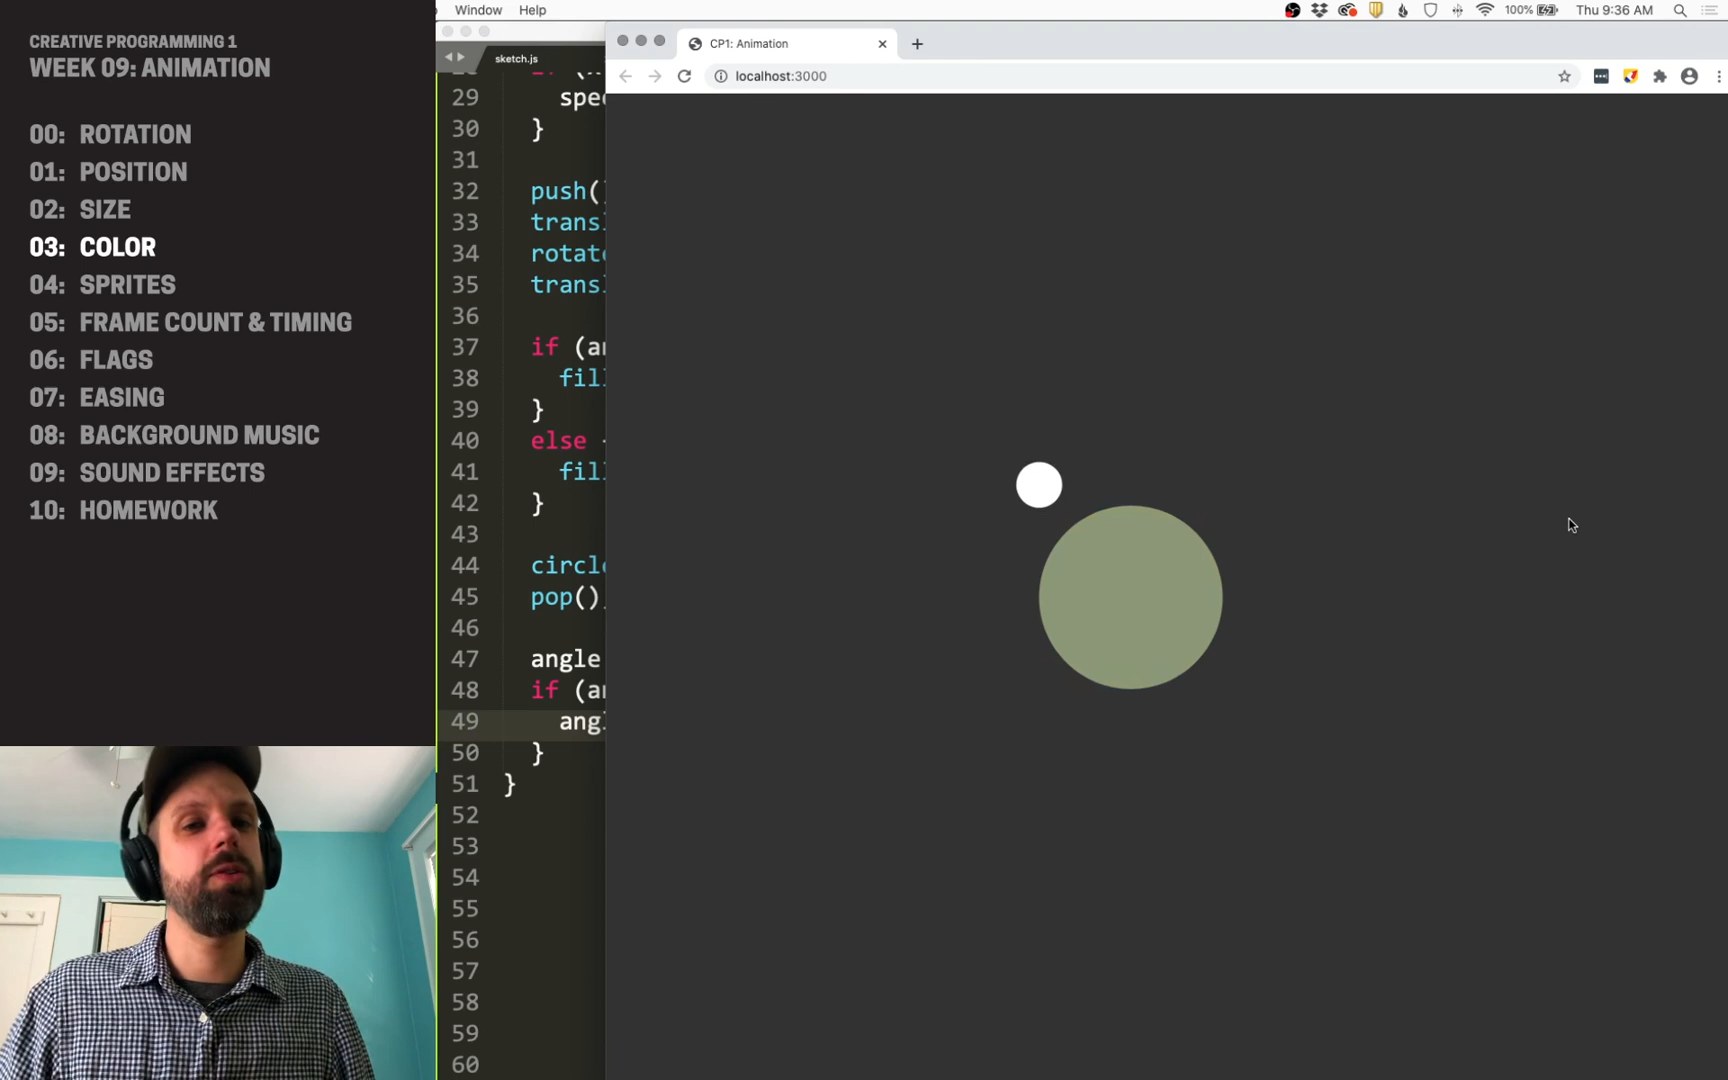 CREATIVE PROGRAMMING 1
WEEK 09: ANIMATION
00: ROTATION
01: POSITION
02: SIZE
03: COLOR
04: SPRITES
05: FRAME COUNT & TIMING
06: FLAGS
07: EASING
08: BACKGROUND MUSIC
09: SOUND EFFECTS
10: HOMEWORK
Window Help
100% Thu 9:36 AM
sketch.js
CP1: Animation
localhost:3000
29 spee
30 }
31
32 push()
33 transl
34 rotate
35 transl
36
37 if (an
38 fill
39 }
40 else {
41 fill
42 }
43
44 circle
45 pop()
46
47 angle
48 if (an
49 angl
50 }
51 }
52
53
54
55
56
57
58
59
60